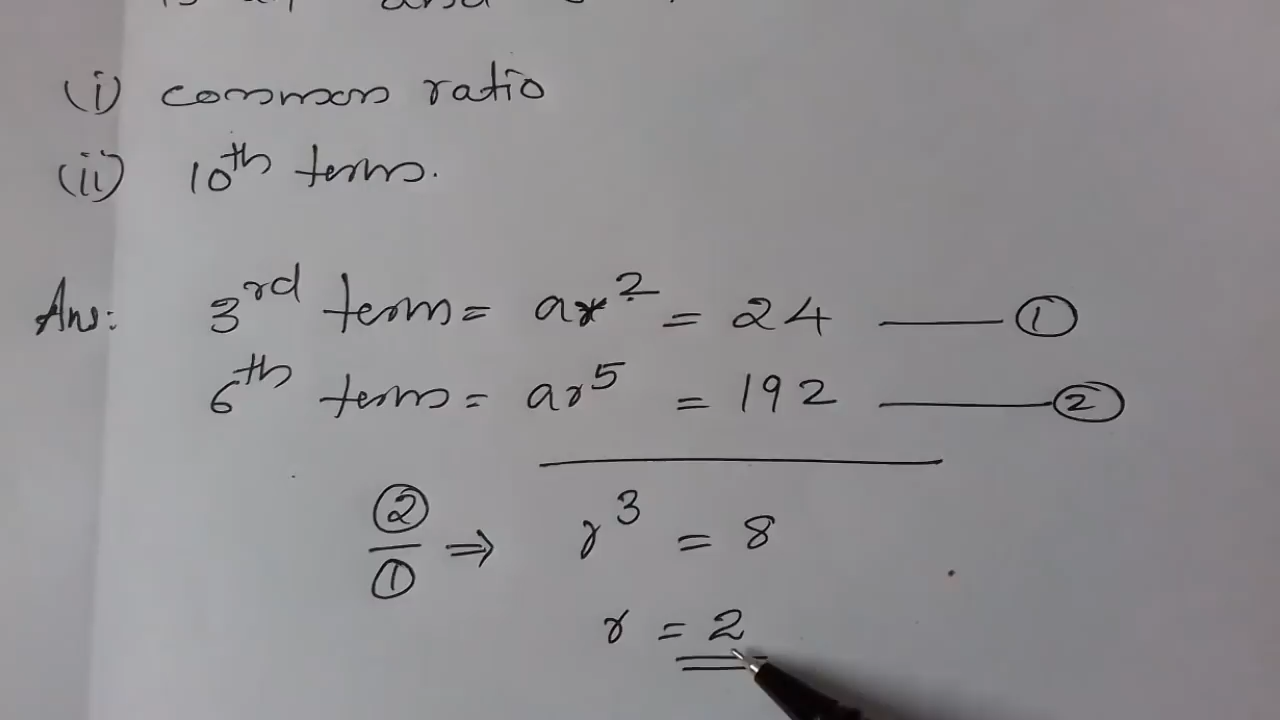 (i) common ratio
(ii) 10th term.
Ans: 3rd term = ar² = 24 —— ①
6th term = ar⁵ = 192 —— ②
②/① ⇒ r³ = 8
r = 2